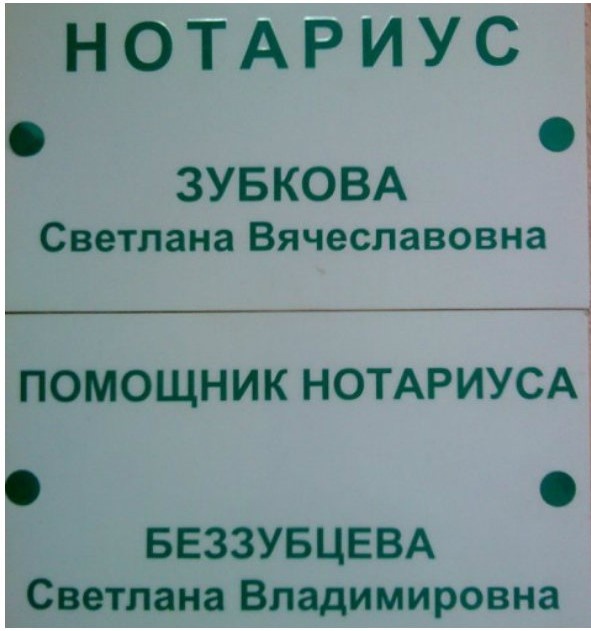 НОТАРИУС
ЗУБКОВА
Светлана Вячеславовна
ПОМОЩНИК НОТАРИУСА
БЕЗЗУБЦЕВА
Светлана Владимировна